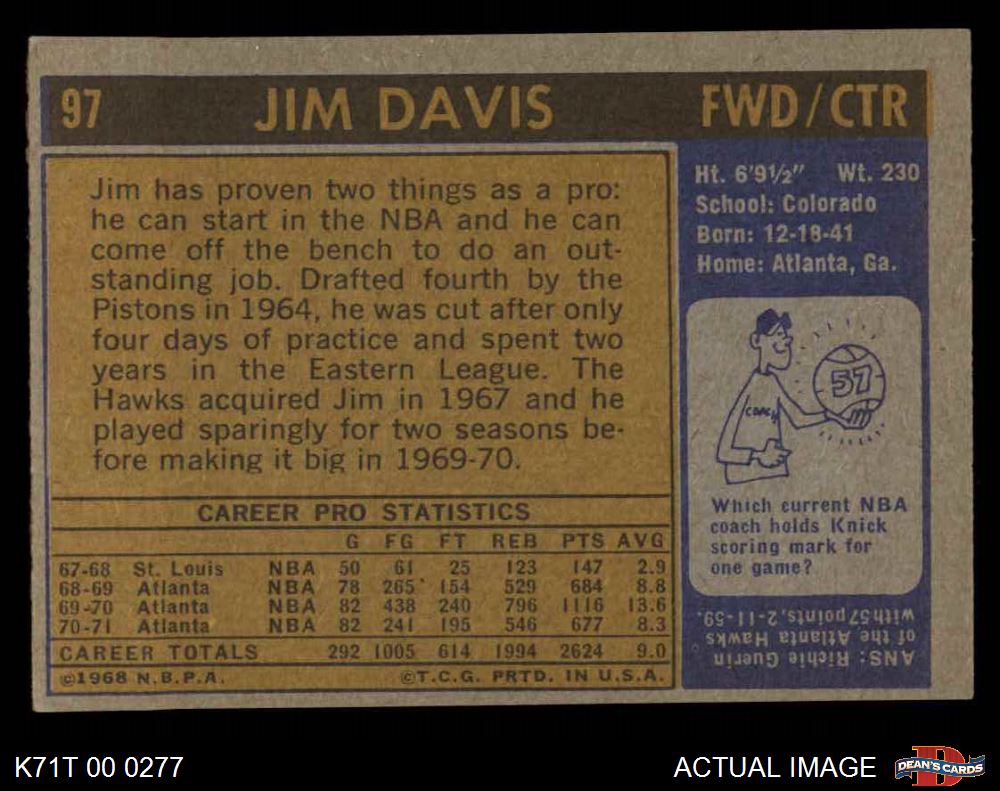 97 JIM DAVIS FWD/CTR
Jim has proven two things as a pro:
he can start in the NBA and he can
come off the bench to do an out-
standing job. Drafted fourth by the
Pistons in 1964, he was cut after only
four days of practice and spent two
years in the Eastern League. The
Hawks acquired Jim in 1967 and he
played sparingly for two seasons be-
fore making it big in 1969-70.
CAREER PRO STATISTICS
G FG FT REB PTS AVG
67-68 St. Louis NBA 50 61 25 123 147 2.9
68-69 Atlanta NBA 78 265 154 529 684 8.8
69-70 Atlanta NBA 82 438 240 796 1116 13.6
70-71 Atlanta NBA 82 241 195 546 677 8.3
CAREER TOTALS 292 1005 614 1994 2624 9.0
©1968 N.B.P.A. ©T.C.G. PRTD. IN U.S.A.
Ht. 6'9½" Wt. 230
School: Colorado
Born: 12-18-41
Home: Atlanta, Ga.
57
COACH
Which current NBA
coach holds Knick
scoring mark for
one game?
ANS: Richie Guerin
of the Atlanta Hawks
with 57 points, 2-11-59.
K71T 00 0277 ACTUAL IMAGE
D
DEAN'S CARDS